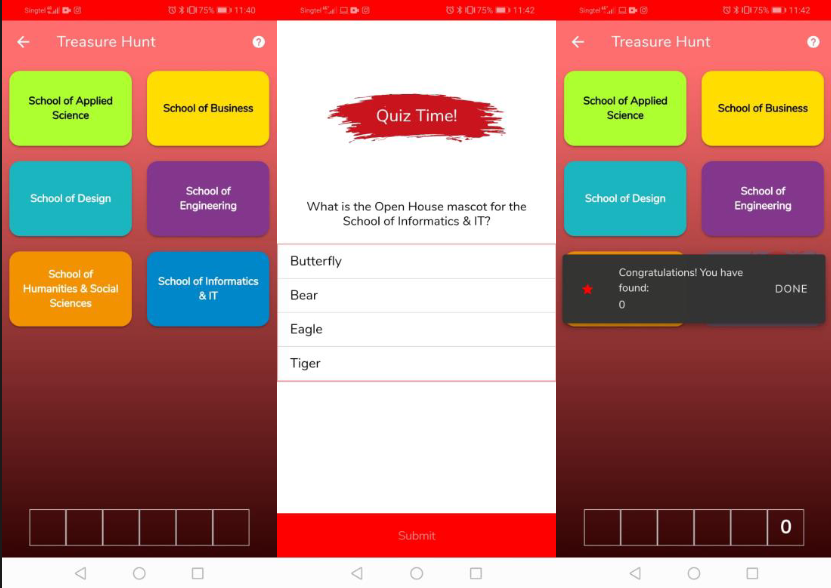 Singtel 75% 11:40
Treasure Hunt ?
School of Applied
Science
School of Business
School of Design
School of
Engineering
School of
Humanities & Social
Sciences
School of Informatics
& IT
Singtel 75% 11:42
Quiz Time!
What is the Open House mascot for the
School of Informatics & IT?
Butterfly
Bear
Eagle
Tiger
Submit
Singtel 75% 11:42
Treasure Hunt ?
School of Applied
Science
School of Business
School of Design
School of
Engineering
Congratulations! You have
found:
0
DONE
0